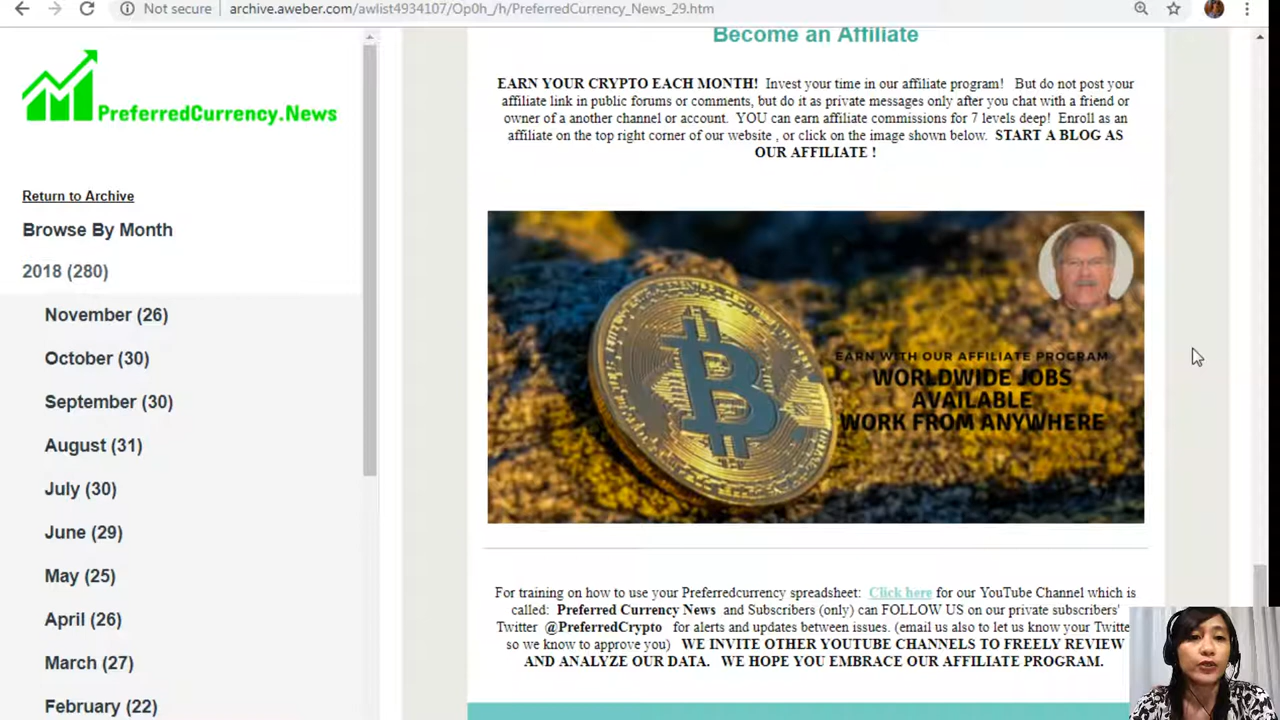 Not secure
archive.aweber.com/awlist4934107/Op0h_/h/PreferredCurrency_News_29.htm
PreferredCurrency.News
Return to Archive
Browse By Month
2018 (280)
November (26)
October (30)
September (30)
August (31)
July (30)
June (29)
May (25)
April (26)
March (27)
February (22)
Become an Affiliate
EARN YOUR CRYPTO EACH MONTH! Invest your time in our affiliate program! But do not post your
affiliate link in public forums or comments, but do it as private messages only after you chat with a friend or
owner of a another channel or account. YOU can earn affiliate commissions for 7 levels deep! Enroll as an
affiliate on the top right corner of our website , or click on the image shown below. START A BLOG AS
OUR AFFILIATE !
EARN WITH OUR AFFILIATE PROGRAM
WORLDWIDE JOBS
AVAILABLE
WORK FROM ANYWHERE
For training on how to use your Preferredcurrency spreadsheet: Click here for our YouTube Channel which is
called: Preferred Currency News and Subscribers (only) can FOLLOW US on our private subscribers'
Twitter @PreferredCrypto for alerts and updates between issues. (email us also to let us know your Twitte
so we know to approve you) WE INVITE OTHER YOUTUBE CHANNELS TO FREELY REVIEW
AND ANALYZE OUR DATA. WE HOPE YOU EMBRACE OUR AFFILIATE PROGRAM.